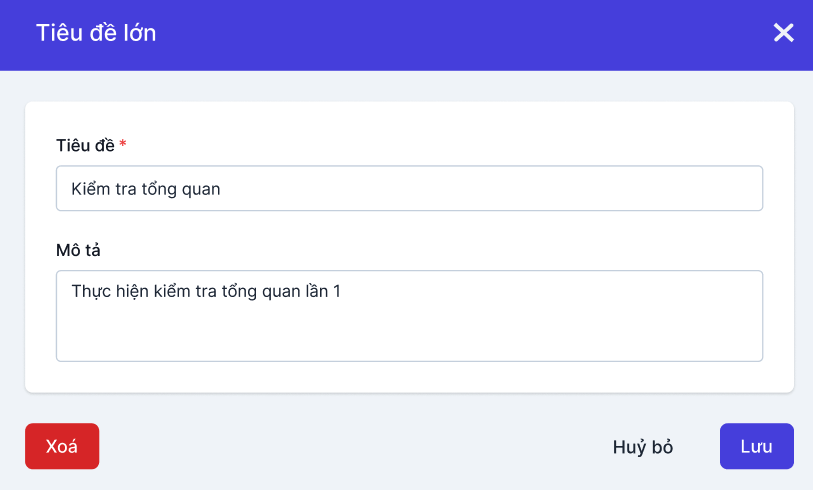 Tiêu đề lớn
Tiêu đề *
Kiểm tra tổng quan
Mô tả
Thực hiện kiểm tra tổng quan lần 1
Xoá
Huỷ bỏ
Lưu